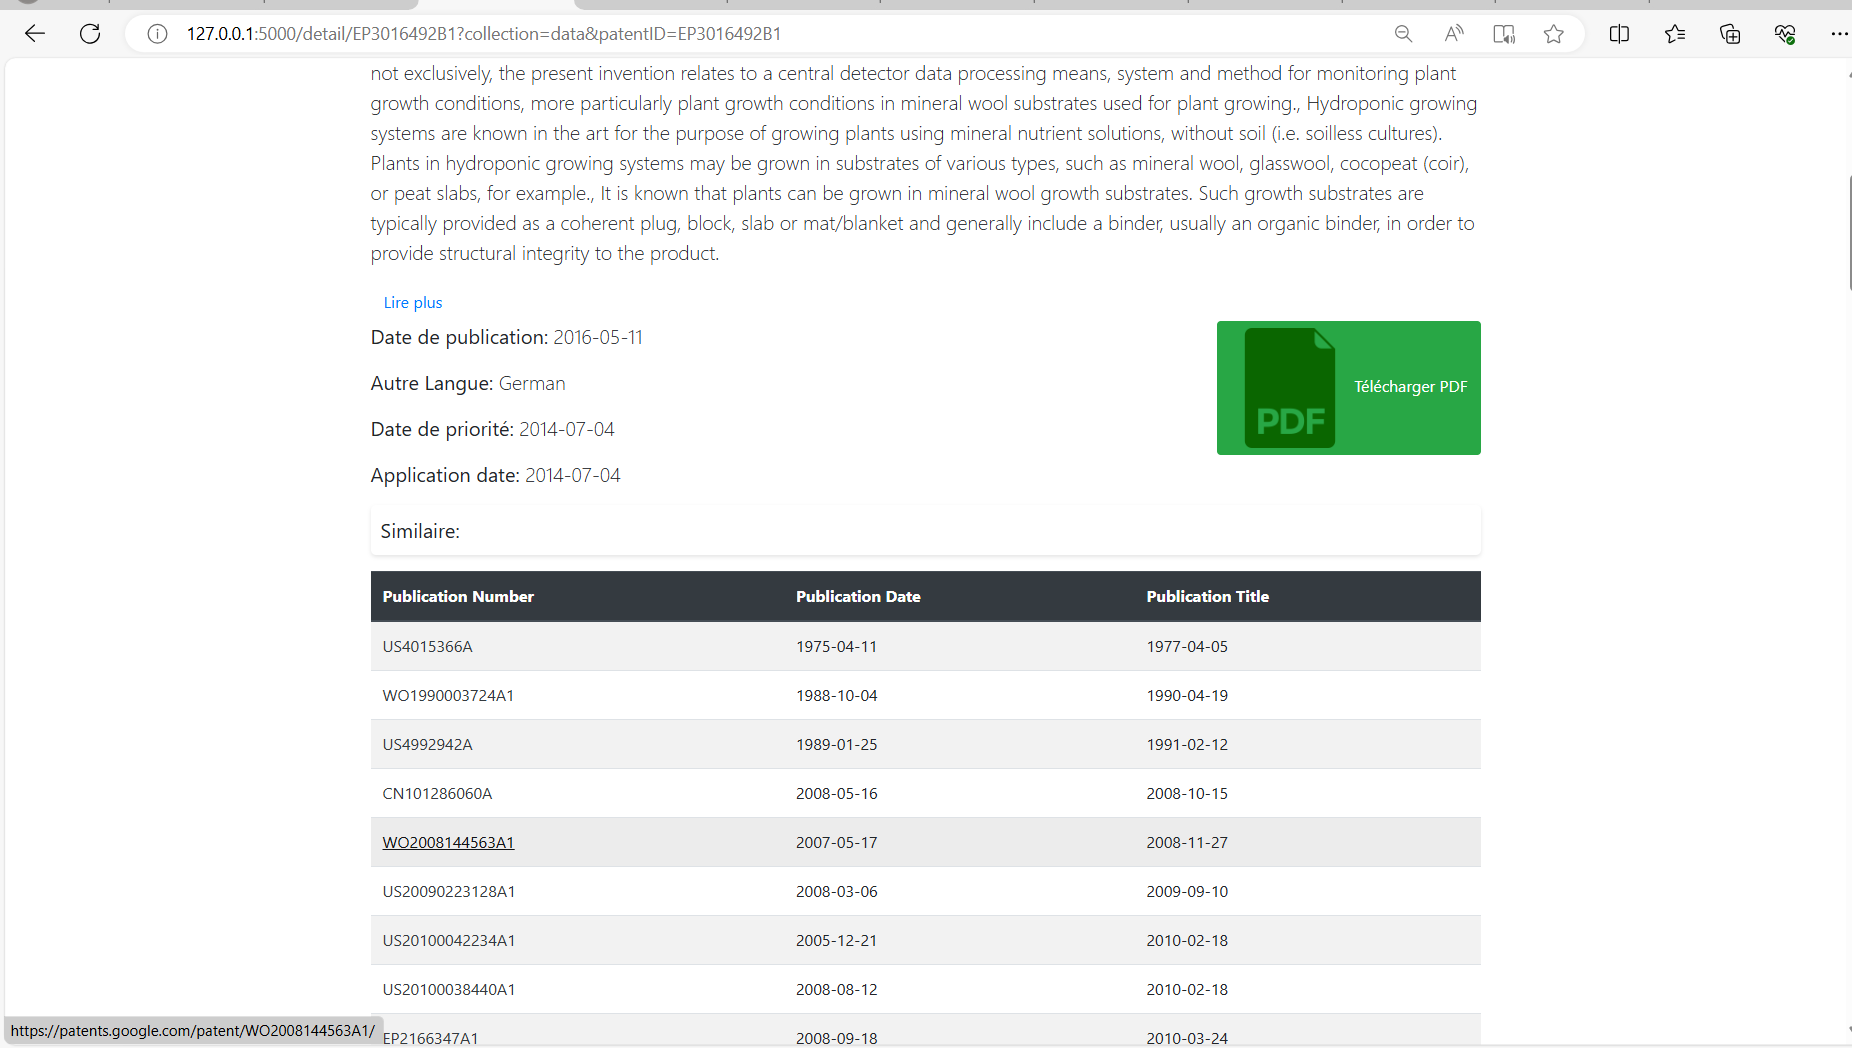 127.0.0.1:5000/detail/EP3016492B1?collection=data&patentID=EP3016492B1
not exclusively, the present invention relates to a central detector data processing means, system and method for monitoring plant
growth conditions, more particularly plant growth conditions in mineral wool substrates used for plant growing., Hydroponic growing
systems are known in the art for the purpose of growing plants using mineral nutrient solutions, without soil (i.e. soilless cultures).
Plants in hydroponic growing systems may be grown in substrates of various types, such as mineral wool, glasswool, cocopeat (coir),
or peat slabs, for example., It is known that plants can be grown in mineral wool growth substrates. Such growth substrates are
typically provided as a coherent plug, block, slab or mat/blanket and generally include a binder, usually an organic binder, in order to
provide structural integrity to the product.
Lire plus
Date de publication: 2016-05-11
Autre Langue: German
Date de priorité: 2014-07-04
Application date: 2014-07-04
PDF Télécharger PDF
Similaire:
Publication Number Publication Date Publication Title
US4015366A 1975-04-11 1977-04-05
WO1990003724A1 1988-10-04 1990-04-19
US4992942A 1989-01-25 1991-02-12
CN101286060A 2008-05-16 2008-10-15
WO2008144563A1 2007-05-17 2008-11-27
US20090223128A1 2008-03-06 2009-09-10
US20100042234A1 2005-12-21 2010-02-18
US20100038440A1 2008-08-12 2010-02-18
EP2166347A1 2008-09-18 2010-03-24
https://patents.google.com/patent/WO2008144563A1/